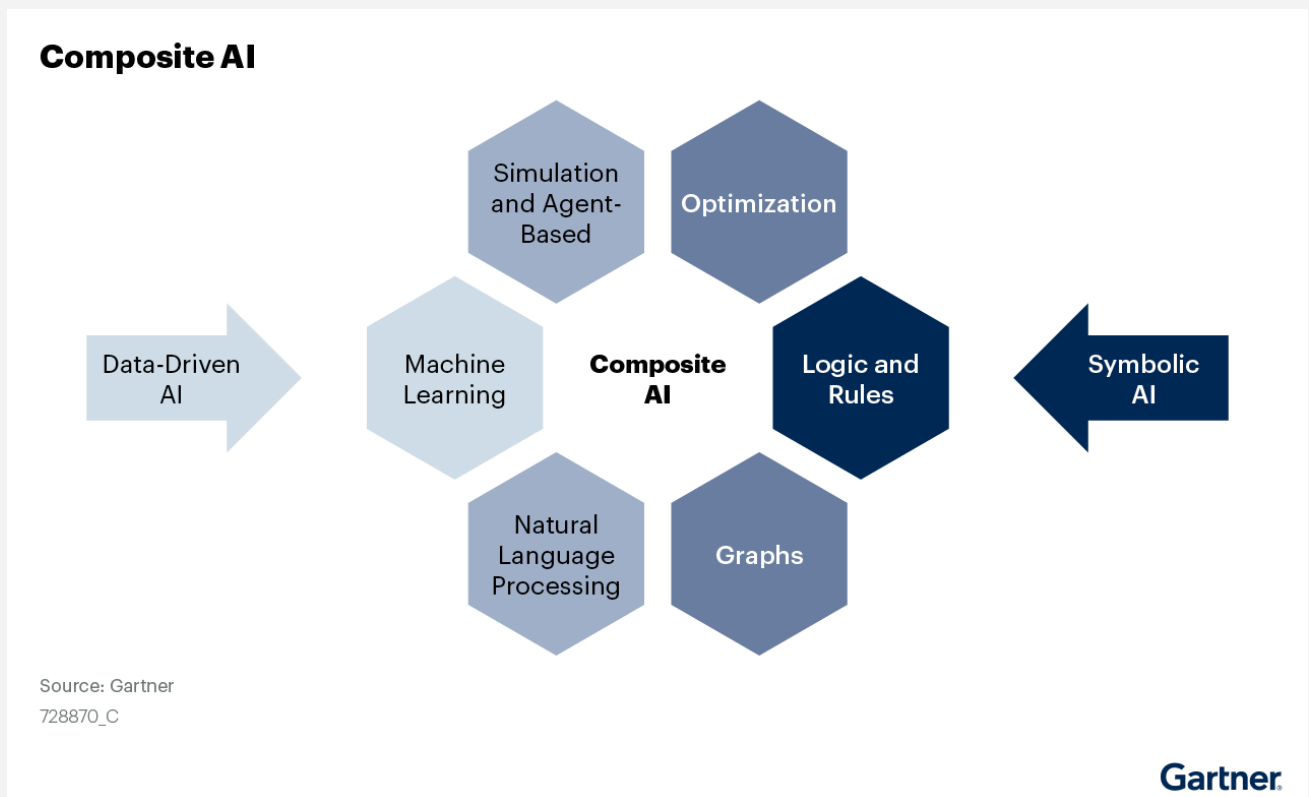 Composite AI
Simulation
and Agent-
Based
Optimization
Data-Driven
AI
Machine
Learning
Composite
AI
Logic and
Rules
Symbolic
AI
Natural
Language
Processing
Graphs
Source: Gartner
728870_C
Gartner®